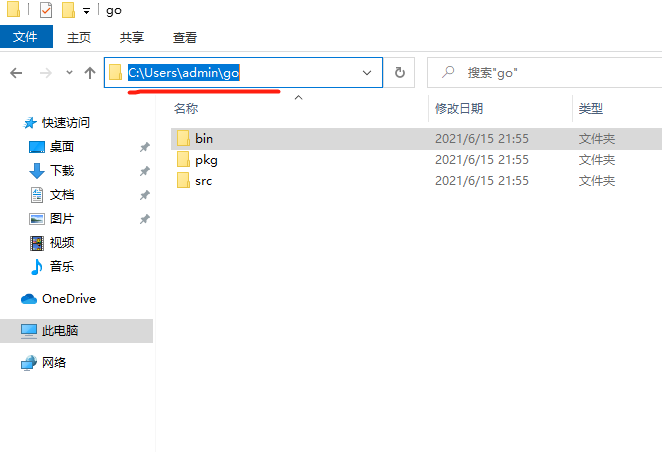 go
文件 主页 共享 查看
C:\Users\admin\go 搜索"go"
名称 修改日期 类型
bin 2021/6/15 21:55 文件夹
pkg 2021/6/15 21:55 文件夹
src 2021/6/15 21:55 文件夹
快速访问
桌面
下载
文档
图片
视频
音乐
OneDrive
此电脑
网络